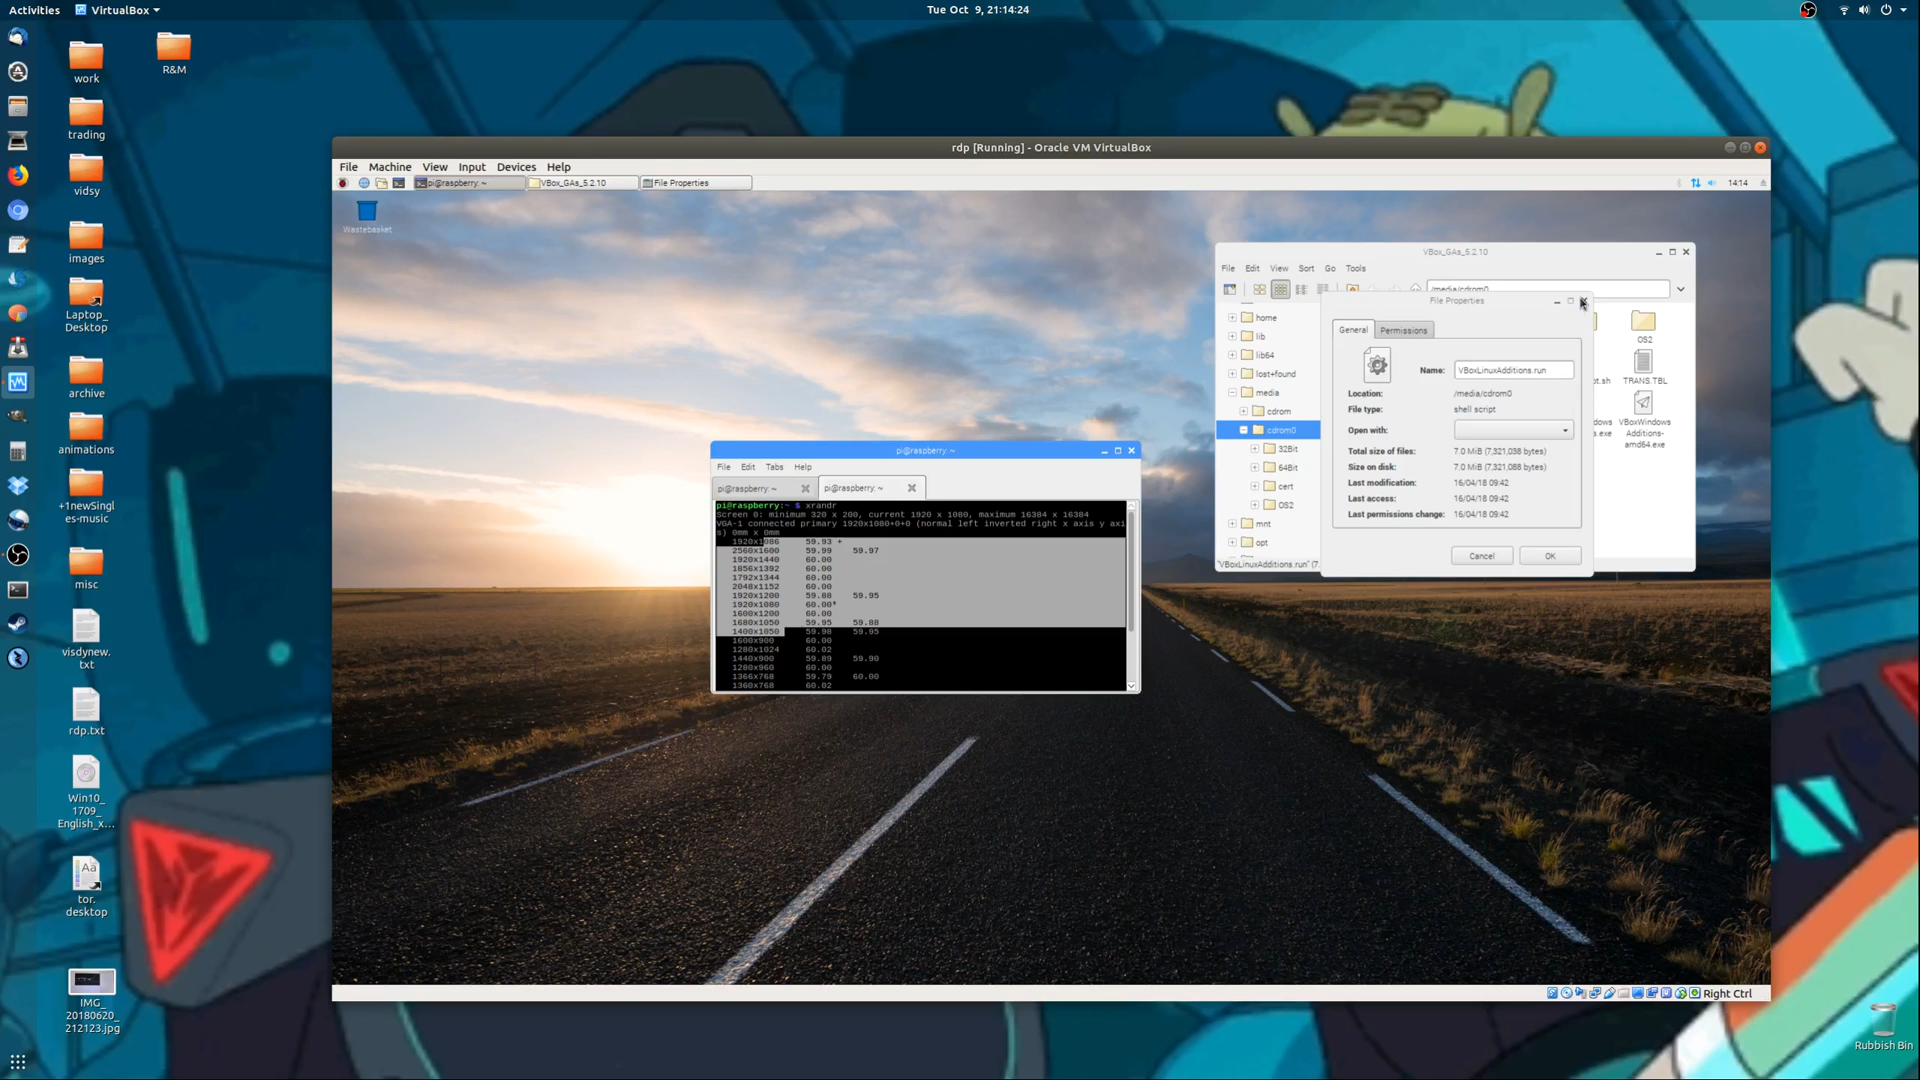 Activities
VirtualBox
Tue Oct 9, 21:14:24
work
R&M
trading
vidsy
images
Laptop_
Desktop
archive
animations
+1newSingl
es-music
misc
visdynew.
txt
rdp.txt
Win10_
1709_
English_x...
tor.
desktop
IMG_
20180620_
212123.jpg
Rubbish Bin
rdp [Running] - Oracle VM VirtualBox
File Machine View Input Devices Help
pi@raspberry: ~
VBox_GAs_5.2.10
File Properties
14:14
Wastebasket
VBox_GAs_5.2.10
File Edit View Sort Go Tools
/media/cdrom0
home
lib
lib64
lost+found
media
cdrom
cdrom0
32Bit
64Bit
cert
OS2
mnt
opt
"VBoxLinuxAdditions.run" (7.
OS2
TRANS.TBL
VBoxWindows
Additions-
amd64.exe
File Properties
General Permissions
Name: VBoxLinuxAdditions.run
Location: /media/cdrom0
File type: shell script
Open with:
Total size of files: 7.0 MiB (7,321,038 bytes)
Size on disk: 7.0 MiB (7,321,088 bytes)
Last modification: 16/04/18 09:42
Last access: 16/04/18 09:42
Last permissions change: 16/04/18 09:42
Cancel OK
pi@raspberry: ~
File Edit Tabs Help
pi@raspberry: ~ pi@raspberry: ~
pi@raspberry:~ $ xrandr
Screen 0: minimum 320 x 200, current 1920 x 1080, maximum 16384 x 16384
VGA-1 connected primary 1920x1080+0+0 (normal left inverted right x axis y axi
s) 0mm x 0mm
1920x1086 59.93 +
2560x1600 59.99 59.97
1920x1440 60.00
1856x1392 60.00
1792x1344 60.00
2048x1152 60.00
1920x1200 59.88 59.95
1920x1080 60.00*
1600x1200 60.00
1680x1050 59.95 59.88
1400x1050 59.98 59.95
1600x900 60.00
1280x1024 60.02
1440x900 59.89 59.90
1280x960 60.00
1366x768 59.79 60.00
1360x768 60.02
Right Ctrl